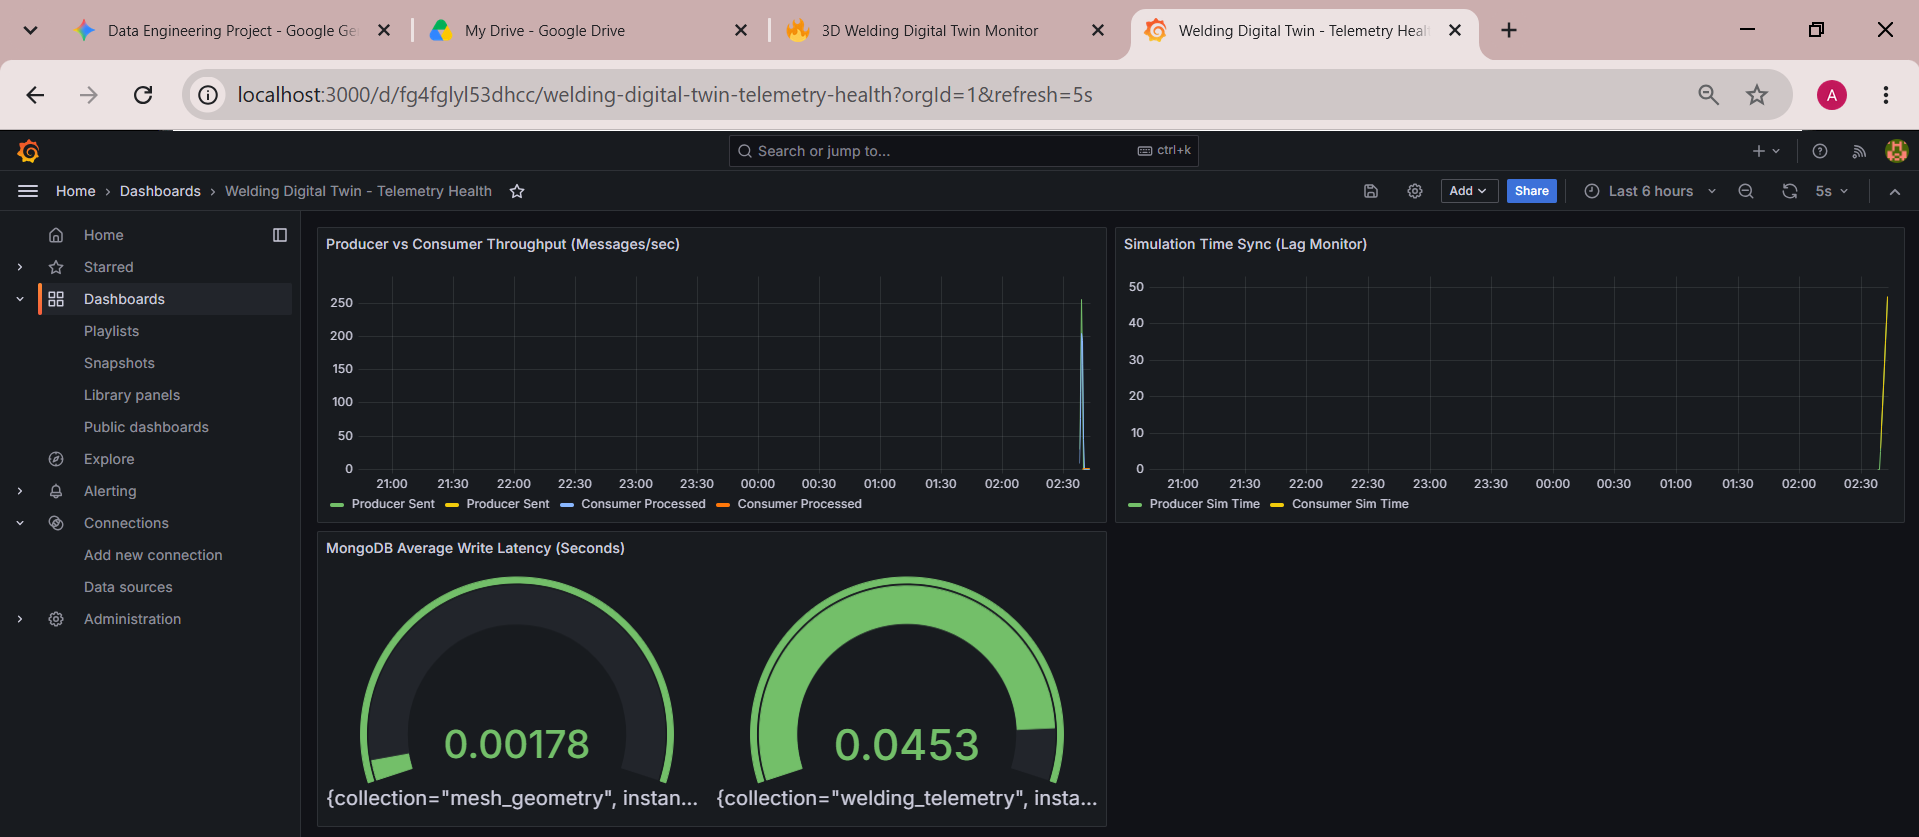 Data Engineering Project - Google Ge
My Drive - Google Drive
3D Welding Digital Twin Monitor
Welding Digital Twin - Telemetry Heal
localhost:3000/d/fg4fglyl53dhcc/welding-digital-twin-telemetry-health?orgId=1&refresh=5s
A
Search or jump to...
ctrl+k
Home › Dashboards › Welding Digital Twin - Telemetry Health
Add
Share
Last 6 hours
5s
Home
Starred
Dashboards
Playlists
Snapshots
Library panels
Public dashboards
Explore
Alerting
Connections
Add new connection
Data sources
Administration
Producer vs Consumer Throughput (Messages/sec)
250
200
150
100
50
0
21:00 21:30 22:00 22:30 23:00 23:30 00:00 00:30 01:00 01:30 02:00 02:30
Producer Sent Producer Sent Consumer Processed Consumer Processed
Simulation Time Sync (Lag Monitor)
50
40
30
20
10
0
21:00 21:30 22:00 22:30 23:00 23:30 00:00 00:30 01:00 01:30 02:00 02:30
Producer Sim Time Consumer Sim Time
MongoDB Average Write Latency (Seconds)
0.00178
{collection="mesh_geometry", instan...
0.0453
{collection="welding_telemetry", insta...